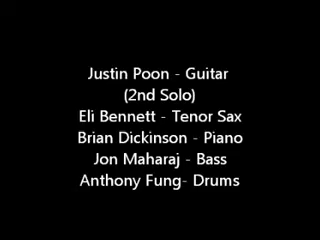 Justin Poon - Guitar
(2nd Solo)
Eli Bennett - Tenor Sax
Brian Dickinson - Piano
Jon Maharaj - Bass
Anthony Fung- Drums